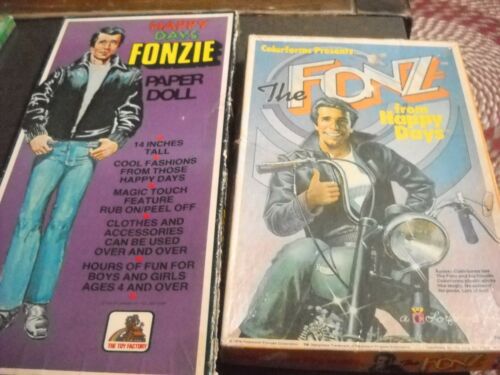 HAPPY
DAYS
FONZIE
PAPER
DOLL
14 INCHES
TALL
COOL FASHIONS
FROM THOSE
HAPPY DAYS
MAGIC TOUCH
FEATURE
RUB ON/PEEL OFF
CLOTHES AND
ACCESSORIES
CAN BE USED
OVER AND OVER
HOURS OF FUN FOR
BOYS AND GIRLS
AGES 4 AND OVER
THE TOY FACTORY
Colorforms Presents
The FONZ
from
Happy
Days
a
FONZ